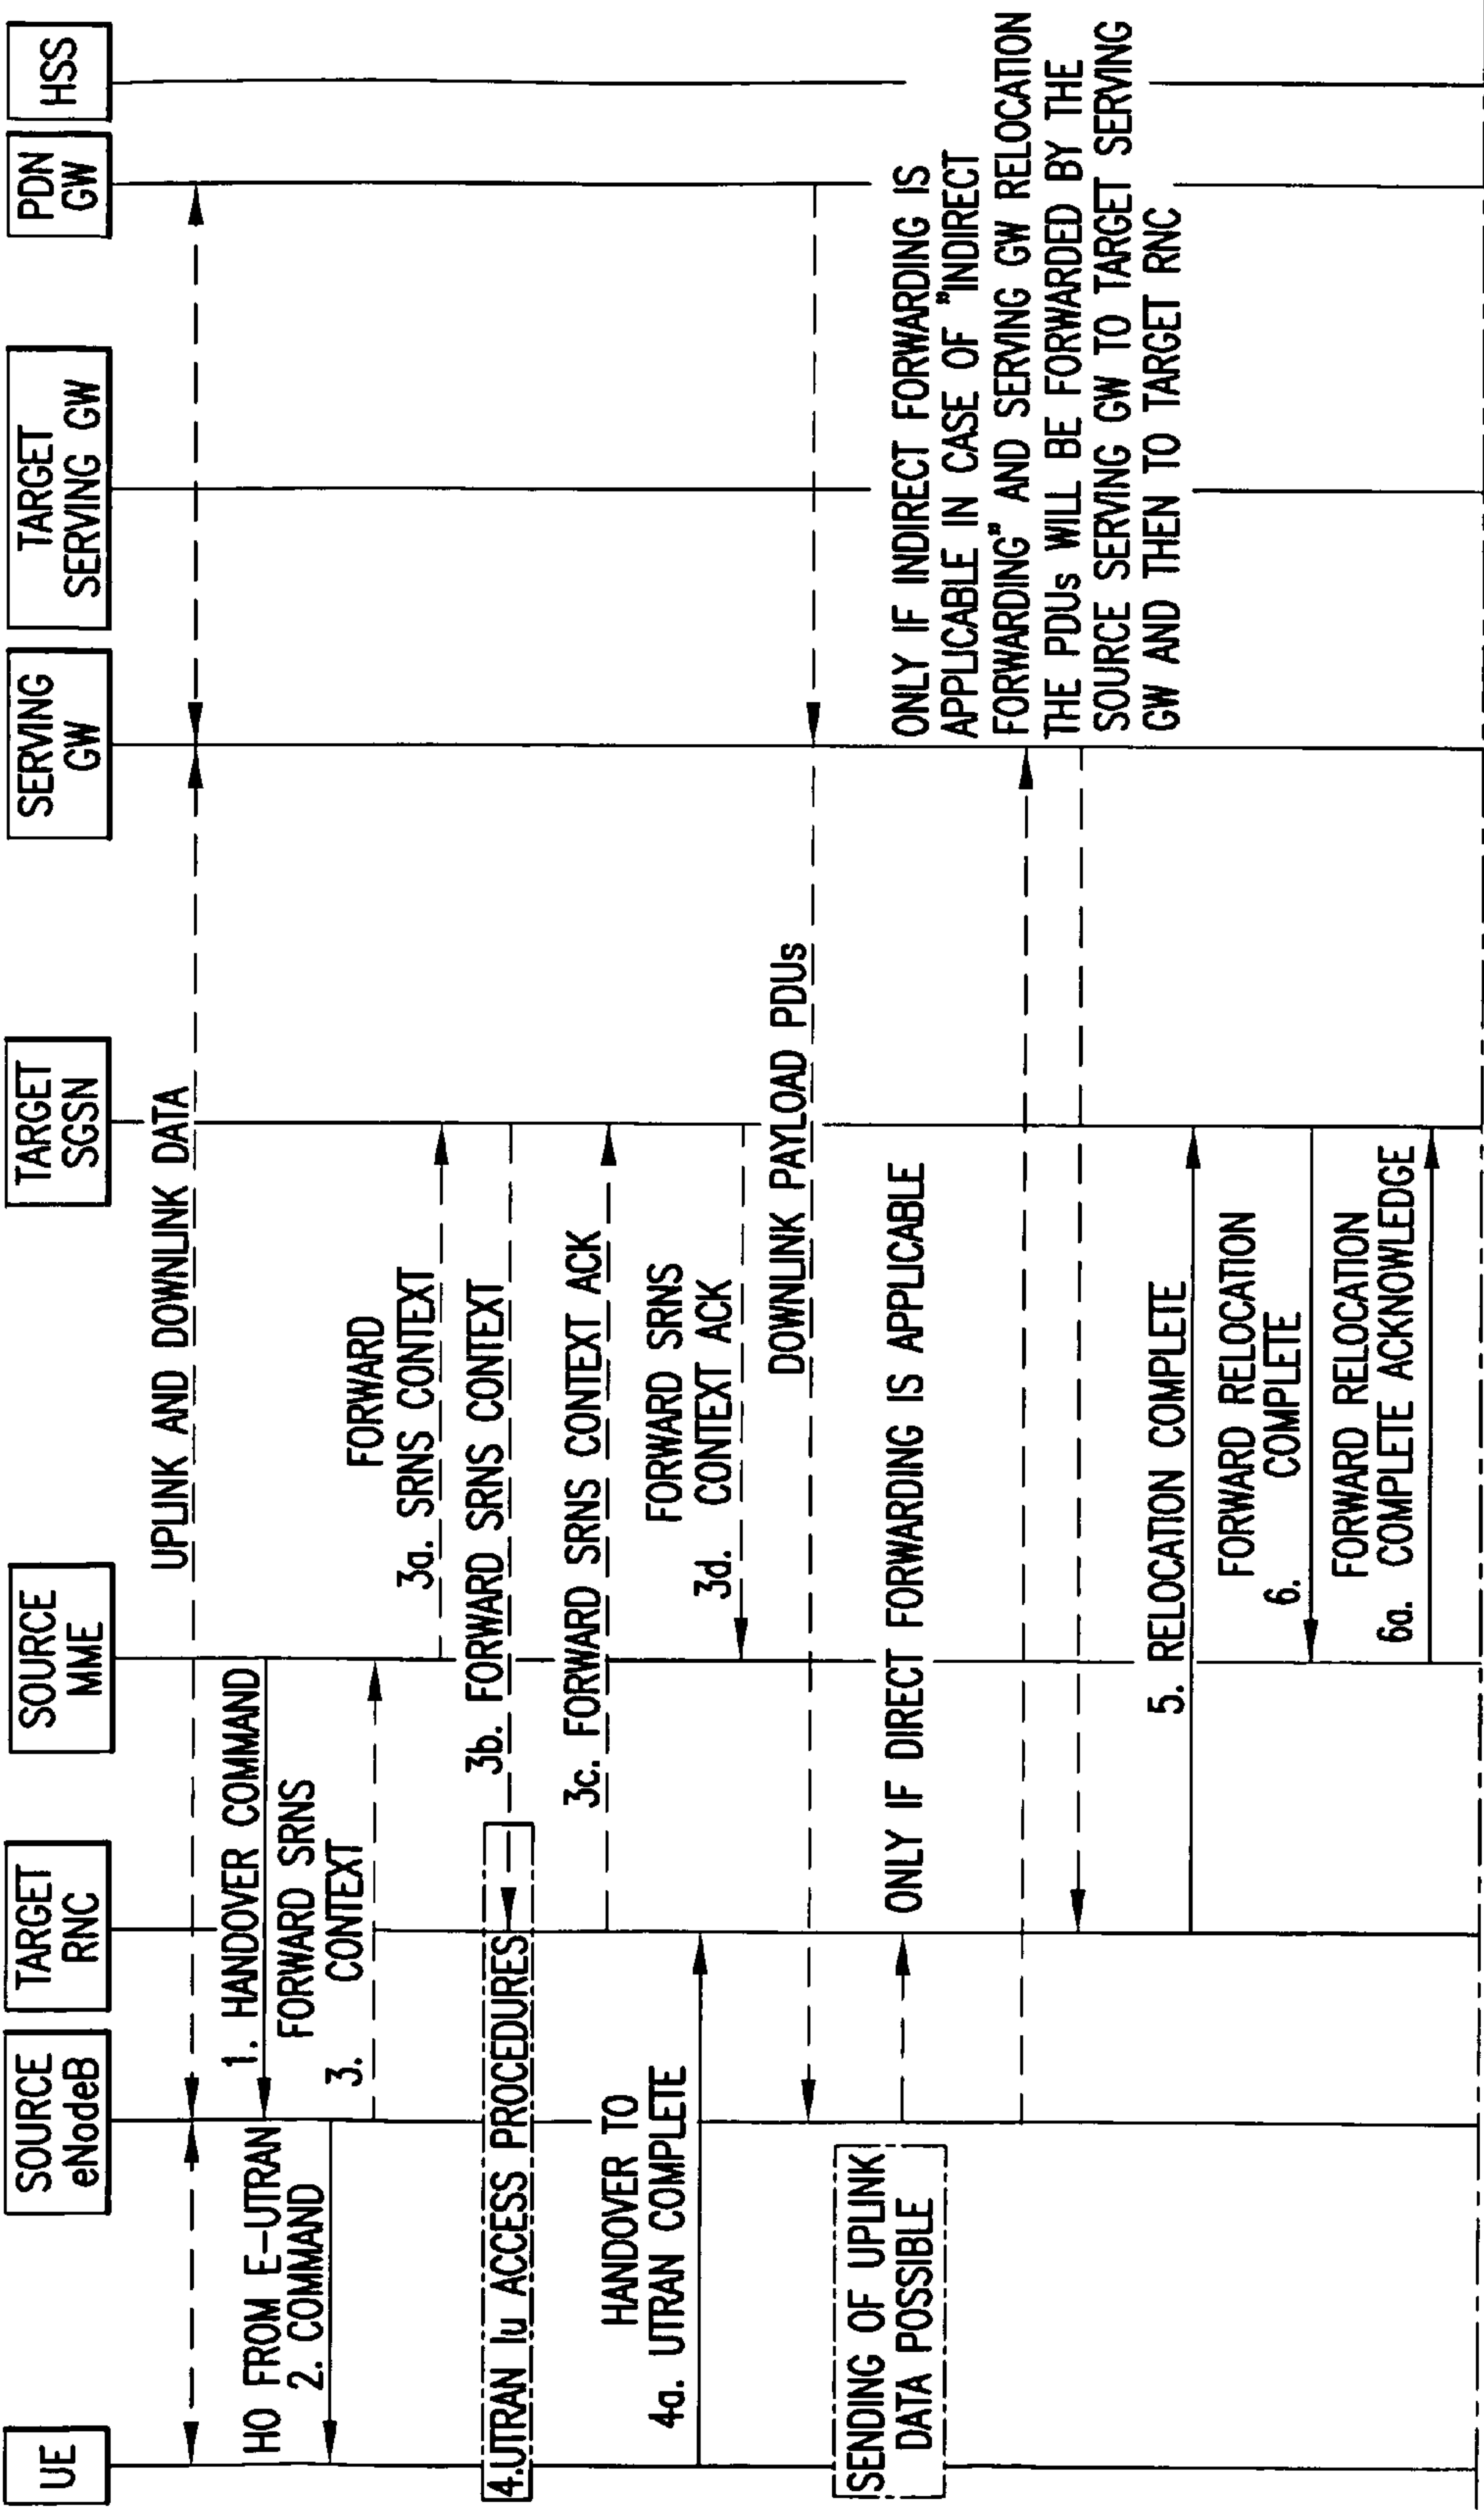 UE
SOURCE
eNodeB
TARGET
RNC
SOURCE
MME
TARGET
SGSN
SERVING
GW
TARGET
SERVING GW
PDN
GW
HSS
UPLINK AND DOWNLINK DATA
1. HANDOVER COMMAND
HO FROM E-UTRAN
2. COMMAND
FORWARD SRNS
3. CONTEXT
FORWARD
3a. SRNS CONTEXT
3b. FORWARD SRNS CONTEXT
4.UTRAN Iu ACCESS PROCEDURES
3c. FORWARD SRNS CONTEXT ACK
HANDOVER TO
4a. UTRAN COMPLETE
FORWARD SRNS
3d. CONTEXT ACK
DOWNLINK PAYLOAD PDUs
SENDING OF UPLINK
DATA POSSIBLE
ONLY IF DIRECT FORWARDING IS APPLICABLE
ONLY IF INDIRECT FORWARDING IS
APPLICABLE IN CASE OF "INDIRECT
FORWARDING" AND SERVING GW RELOCATION
THE PDUs WILL BE FORWARDED BY THE
SOURCE SERVING GW TO TARGET SERVING
GW AND THEN TO TARGET RNC
5. RELOCATION COMPLETE
FORWARD RELOCATION
6. COMPLETE
FORWARD RELOCATION
6a. COMPLETE ACKNOWLEDGE